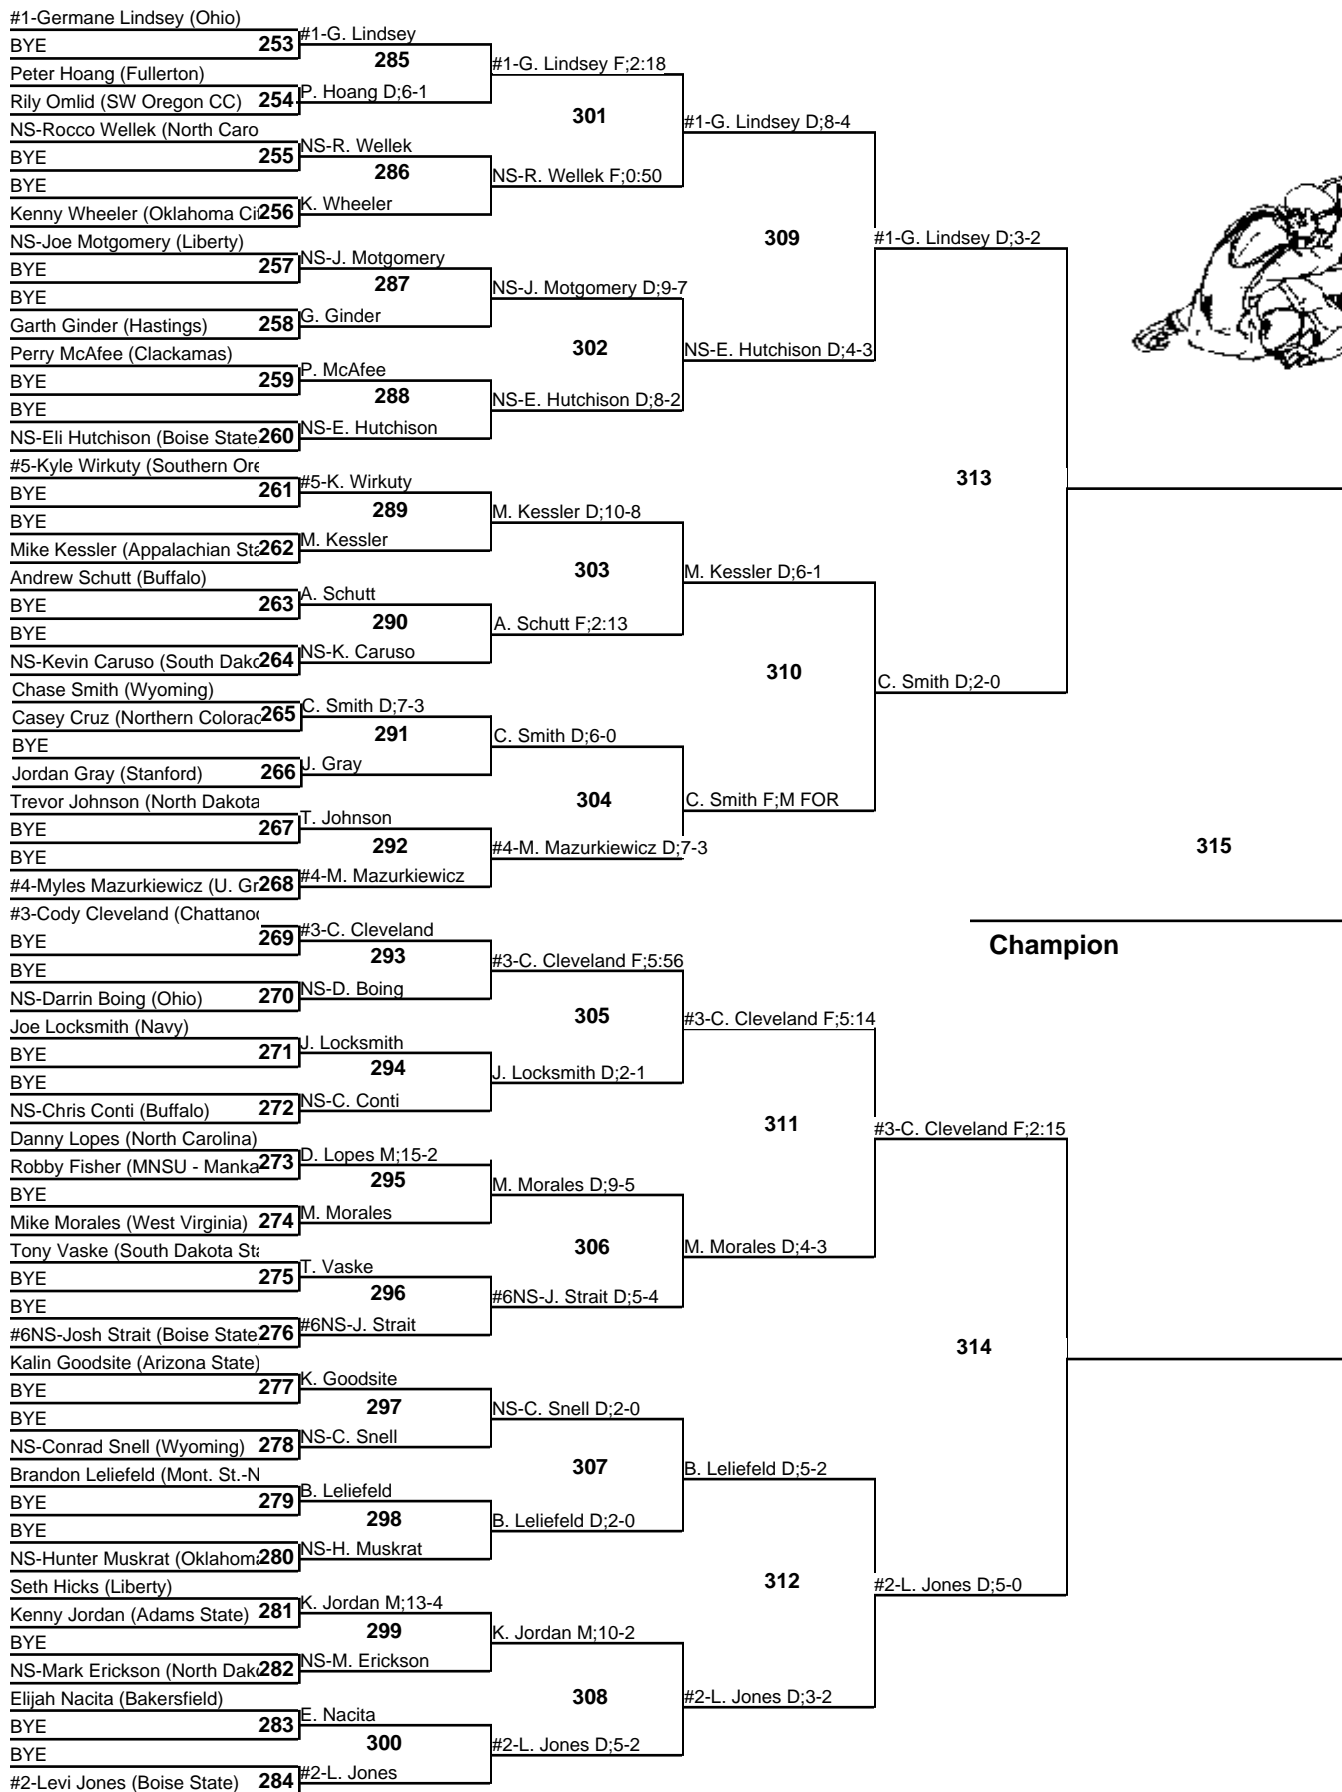 #1-Germane Lindsey (Ohio)
BYE
253
#1-G. Lindsey
285
#1-G. Lindsey F;2:18
Peter Hoang (Fullerton)
Rily Omlid (SW Oregon CC)
254
P. Hoang D;6-1
301
#1-G. Lindsey D;8-4
NS-Rocco Wellek (North Caro
BYE
255
NS-R. Wellek
286
NS-R. Wellek F;0:50
BYE
Kenny Wheeler (Oklahoma Ci
256
K. Wheeler
309
#1-G. Lindsey D;3-2
NS-Joe Motgomery (Liberty)
BYE
257
NS-J. Motgomery
287
NS-J. Motgomery D;9-7
BYE
Garth Ginder (Hastings)
258
G. Ginder
302
NS-E. Hutchison D;4-3
Perry McAfee (Clackamas)
BYE
259
P. McAfee
288
NS-E. Hutchison D;8-2
BYE
NS-Eli Hutchison (Boise State
260
NS-E. Hutchison
313
#5-Kyle Wirkuty (Southern Ore
BYE
261
#5-K. Wirkuty
289
M. Kessler D;10-8
BYE
Mike Kessler (Appalachian Sta
262
M. Kessler
303
M. Kessler D;6-1
Andrew Schutt (Buffalo)
BYE
263
A. Schutt
290
A. Schutt F;2:13
BYE
NS-Kevin Caruso (South Dako
264
NS-K. Caruso
310
C. Smith D;2-0
Chase Smith (Wyoming)
Casey Cruz (Northern Colorad
265
C. Smith D;7-3
291
C. Smith D;6-0
BYE
Jordan Gray (Stanford)
266
J. Gray
304
C. Smith F;M FOR
Trevor Johnson (North Dakota
BYE
267
T. Johnson
292
#4-M. Mazurkiewicz D;7-3
BYE
#4-Myles Mazurkiewicz (U. Gr
268
#4-M. Mazurkiewicz
315
Champion
#3-Cody Cleveland (Chattanoo
BYE
269
#3-C. Cleveland
293
#3-C. Cleveland F;5:56
BYE
NS-Darrin Boing (Ohio)
270
NS-D. Boing
305
#3-C. Cleveland F;5:14
Joe Locksmith (Navy)
BYE
271
J. Locksmith
294
J. Locksmith D;2-1
BYE
NS-Chris Conti (Buffalo)
272
NS-C. Conti
311
#3-C. Cleveland F;2:15
Danny Lopes (North Carolina)
Robby Fisher (MNSU - Manka
273
D. Lopes M;15-2
295
M. Morales D;9-5
BYE
Mike Morales (West Virginia)
274
M. Morales
306
M. Morales D;4-3
Tony Vaske (South Dakota Sta
BYE
275
T. Vaske
296
#6NS-J. Strait D;5-4
BYE
#6NS-Josh Strait (Boise State
276
#6NS-J. Strait
314
Kalin Goodsite (Arizona State)
BYE
277
K. Goodsite
297
NS-C. Snell D;2-0
BYE
NS-Conrad Snell (Wyoming)
278
NS-C. Snell
307
B. Leliefeld D;5-2
Brandon Leliefeld (Mont. St.-N
BYE
279
B. Leliefeld
298
B. Leliefeld D;2-0
BYE
NS-Hunter Muskrat (Oklahoma
280
NS-H. Muskrat
312
#2-L. Jones D;5-0
Seth Hicks (Liberty)
Kenny Jordan (Adams State)
281
K. Jordan M;13-4
299
K. Jordan M;10-2
BYE
NS-Mark Erickson (North Dako
282
NS-M. Erickson
308
#2-L. Jones D;3-2
Elijah Nacita (Bakersfield)
BYE
283
E. Nacita
300
#2-L. Jones D;5-2
BYE
#2-Levi Jones (Boise State)
284
#2-L. Jones